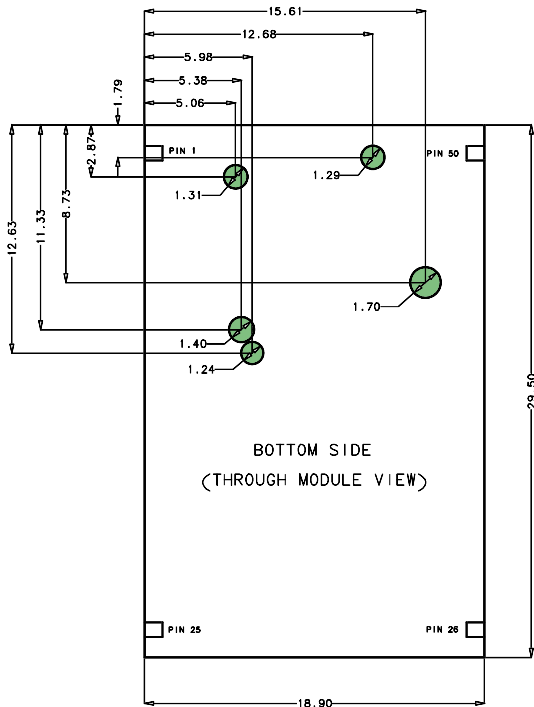 15.61
12.68
5.98
5.38
5.06
1.79
2.87
8.73
11.33
12.63
PIN 1
PIN 50
1.31
1.29
1.70
1.40
1.24
29.50
BOTTOM SIDE
(THROUGH MODULE VIEW)
PIN 25
PIN 26
18.90